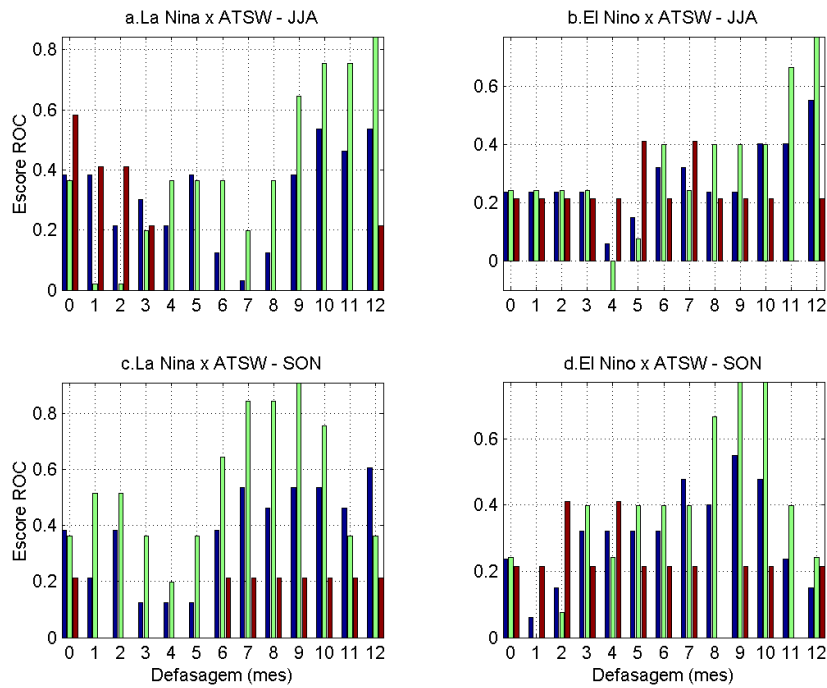 a.La Nina x ATSW - JJA
Escore ROC
0.8
0.6
0.4
0.2
0
0 1 2 3 4 5 6 7 8 9 10 11 12
b.El Nino x ATSW - JJA
0.6
0.4
0.2
0
0 1 2 3 4 5 6 7 8 9 10 11 12
c.La Nina x ATSW - SON
Escore ROC
0.8
0.6
0.4
0.2
0
0 1 2 3 4 5 6 7 8 9 10 11 12
Defasagem (mes)
d.El Nino x ATSW - SON
0.6
0.4
0.2
0
0 1 2 3 4 5 6 7 8 9 10 11 12
Defasagem (mes)